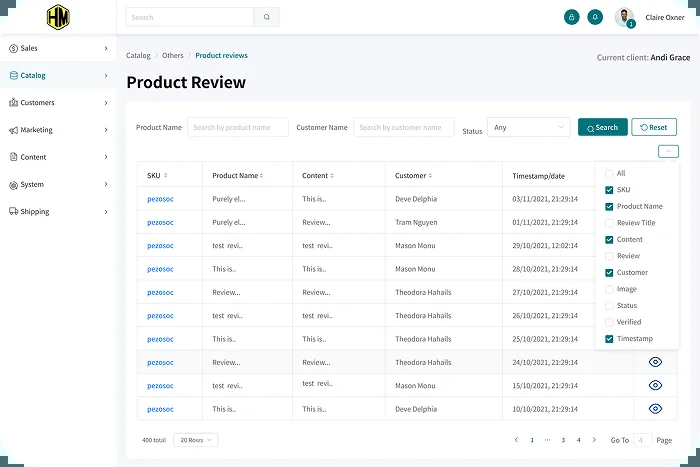 HM
Search
1
Claire Oxner
Sales
Catalog
Customers
Marketing
Content
System
Shipping
Catalog Others Product reviews
Current client: Andi Grace
Product Review
Product Name Search by product name Customer Name Search by customer name Status Any Search Reset
SKU Product Name Content Customer Timestamp/date
pezosoc Purely el... This is.. Deve Delphia 03/11/2021, 21:29:14
pezosoc Purely el... Review... Tram Nguyen 01/11/2021, 21:29:14
pezosoc test revi.. test revi.. Mason Monu 29/10/2021, 12:02:14
pezosoc This is.. This is.. Mason Monu 28/10/2021, 21:29:14
pezosoc Review... Review... Theodora Hahails 27/10/2021, 21:29:14
pezosoc test revi.. test revi.. Theodora Hahails 26/10/2021, 21:29:14
pezosoc This is.. This is.. Theodora Hahails 25/10/2021, 21:29:14
pezosoc Review... Review... Theodora Hahails 24/10/2021, 21:29:14
pezosoc test revi.. test revi.. Mason Monu 15/10/2021, 21:29:14
pezosoc This is.. This is.. Deve Delphia 10/10/2021, 21:29:14
All
SKU
Product Name
Review Title
Content
Review
Customer
Image
Status
Verified
Timestamp
400 total 20 Rows 1 ... 3 4 Go To 4 Page